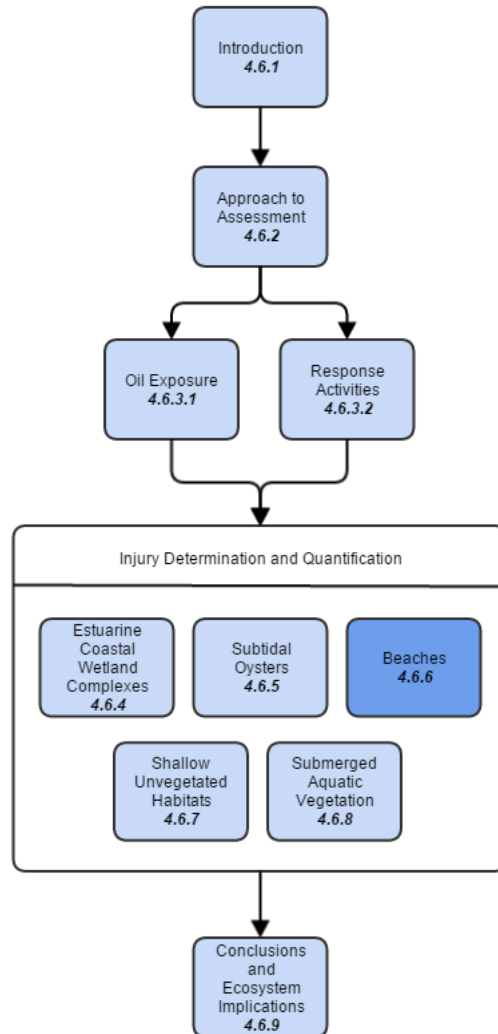 Introduction
4.6.1
Approach to
Assessment
4.6.2
Oil Exposure
4.6.3.1
Response
Activities
4.6.3.2
Injury Determination and Quantification
Estuarine
Coastal
Wetland
Complexes
4.6.4
Subtidal
Oysters
4.6.5
Beaches
4.6.6
Shallow
Unvegetated
Habitats
4.6.7
Submerged
Aquatic
Vegetation
4.6.8
Conclusions
and
Ecosystem
Implications
4.6.9